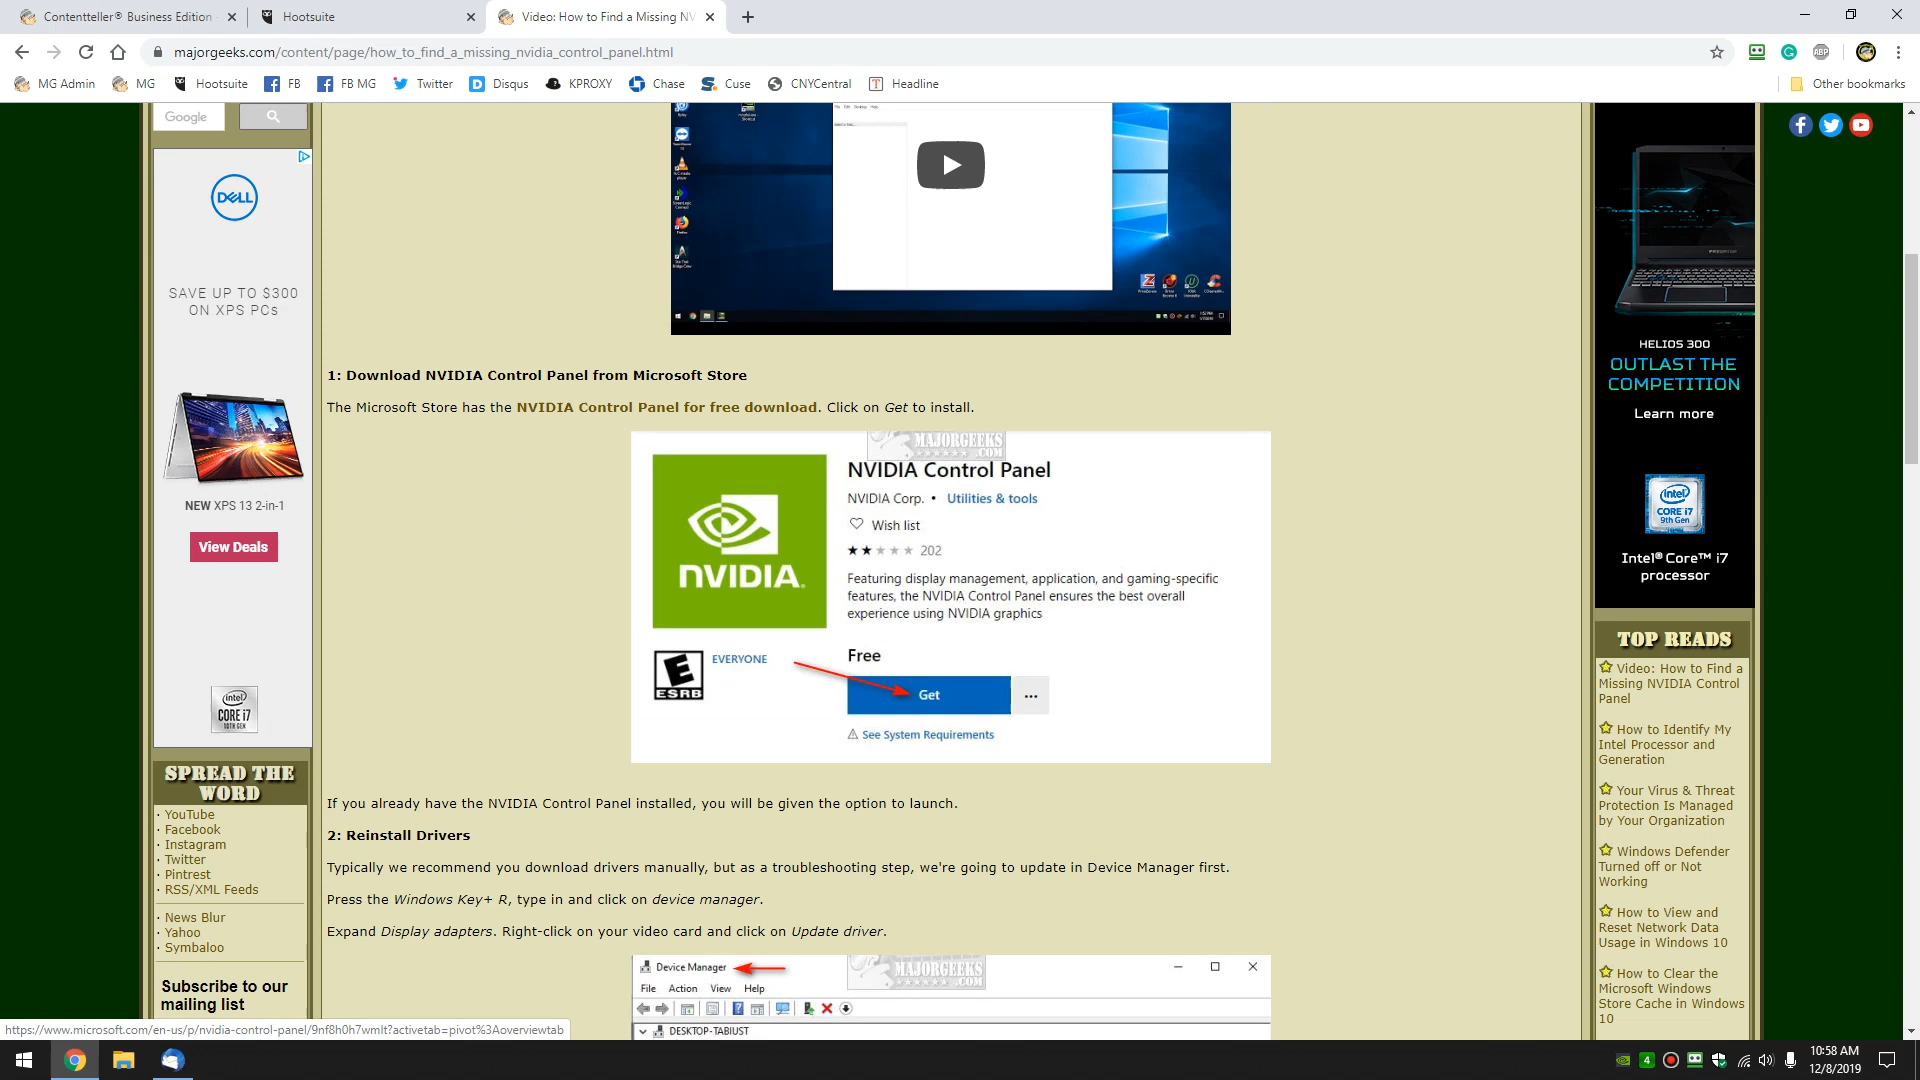 Contentteller® Business Edition
Hootsuite
Video: How to Find a Missing NV
majorgeeks.com/content/page/how_to_find_a_missing_nvidia_control_panel.html
ABP
MG Admin
MG
Hootsuite
FB
FB MG
Twitter
Disqus
KPROXY
Chase
Cuse
CNYCentral
Headline
Other bookmarks
Google
DELL
SAVE UP TO $300
ON XPS PCs
NEW XPS 13 2-in-1
View Deals
intel
CORE i7
10TH GEN
SPREAD THE
WORD
· YouTube
· Facebook
· Instagram
· Twitter
· Pintrest
· RSS/XML Feeds
· News Blur
· Yahoo
· Symbaloo
Subscribe to our
mailing list
1: Download NVIDIA Control Panel from Microsoft Store
The Microsoft Store has the NVIDIA Control Panel for free download. Click on Get to install.
MAJORGEEKS
.COM
NVIDIA Control Panel
NVIDIA Corp. • Utilities & tools
Wish list
202
Featuring display management, application, and gaming-specific
features, the NVIDIA Control Panel ensures the best overall
experience using NVIDIA graphics
NVIDIA.
E
ESRB
EVERYONE
Free
Get
...
See System Requirements
If you already have the NVIDIA Control Panel installed, you will be given the option to launch.
2: Reinstall Drivers
Typically we recommend you download drivers manually, but as a troubleshooting step, we're going to update in Device Manager first.
Press the Windows Key+ R, type in and click on device manager.
Expand Display adapters. Right-click on your video card and click on Update driver.
Device Manager
MAJORGEEKS
.COM
File Action View Help
DESKTOP-TABIUST
PREDATOR
HELIOS 300
OUTLAST THE
COMPETITION
Learn more
intel
CORE i7
9th Gen
Intel® Core™ i7
processor
TOP READS
Video: How to Find a
Missing NVIDIA Control
Panel
How to Identify My
Intel Processor and
Generation
Your Virus & Threat
Protection Is Managed
by Your Organization
Windows Defender
Turned off or Not
Working
How to View and
Reset Network Data
Usage in Windows 10
How to Clear the
Microsoft Windows
Store Cache in Windows
10
https://www.microsoft.com/en-us/p/nvidia-control-panel/9nf8h0h7wmlt?activetab=pivot%3Aoverviewtab
4
10:58 AM
12/8/2019